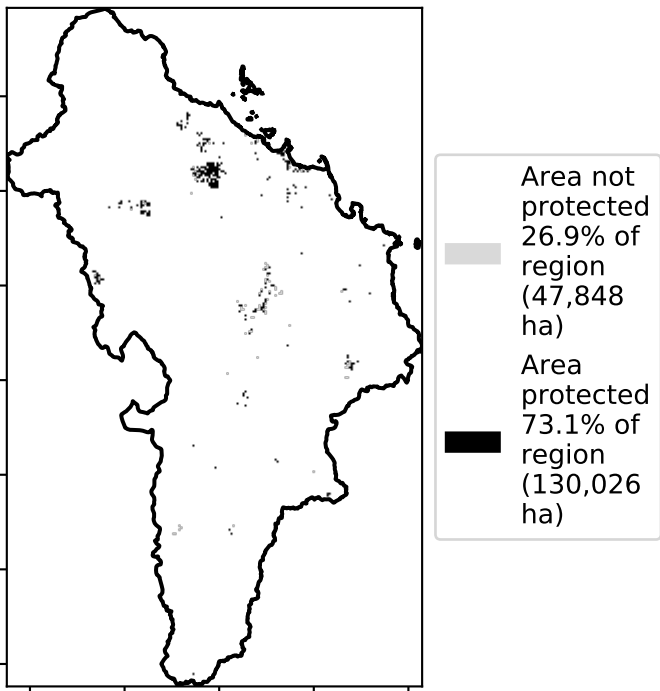 Area not
protected
26.9% of
region
(47,848
ha)
Area
protected
73.1% of
region
(130,026
ha)